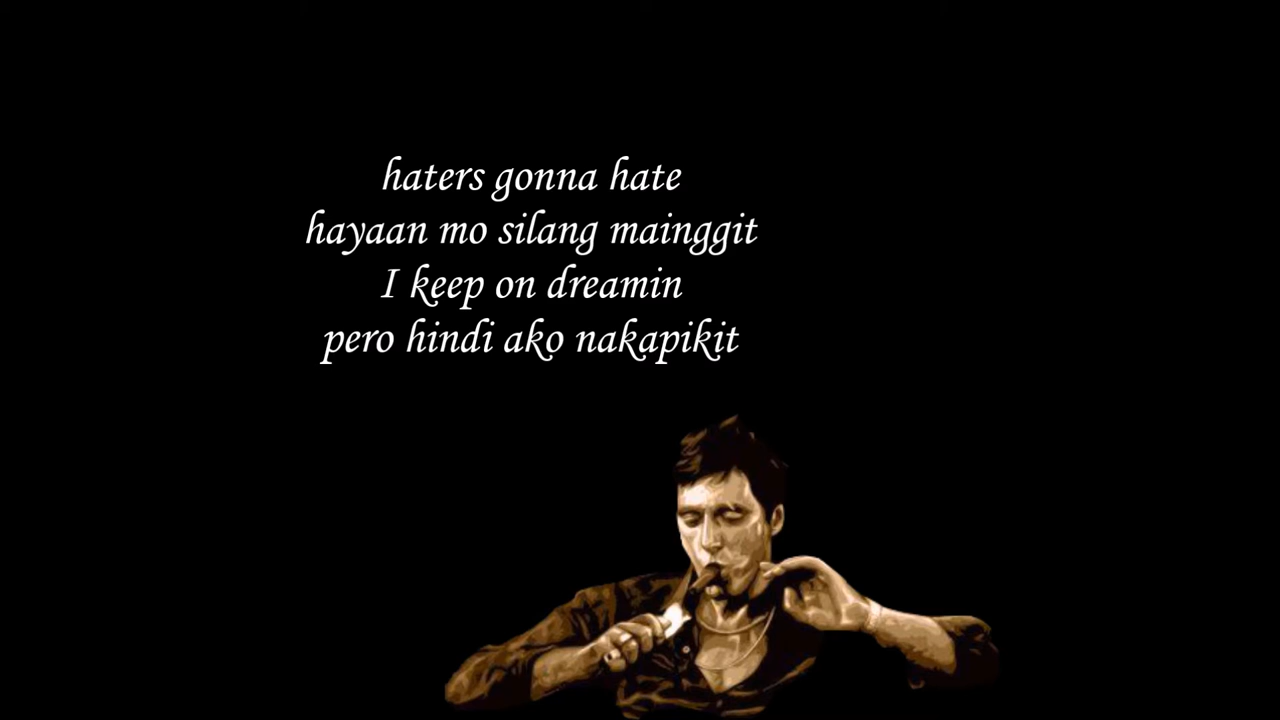 haters gonna hate
hayaan mo silang mainggit
I keep on dreamin
pero hindi ako nakapikit